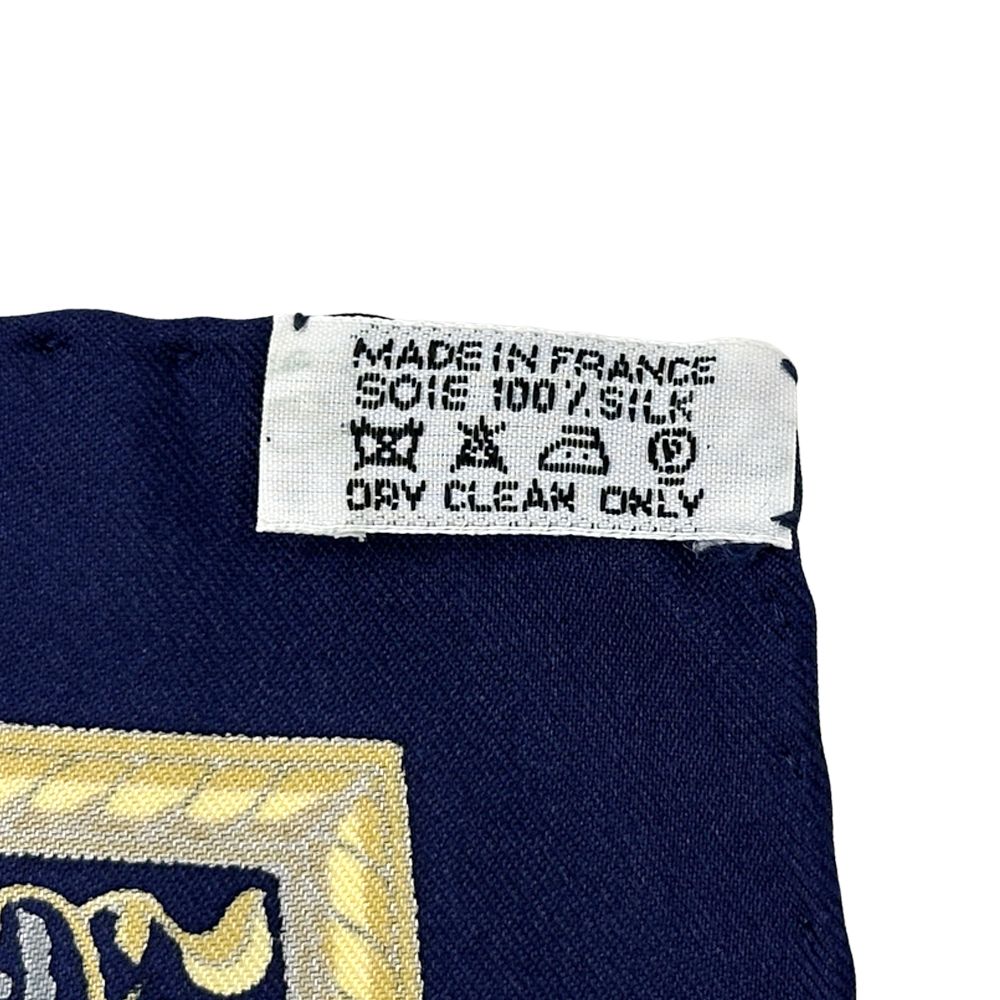 MADE IN FRANCE
SOIE 100% SILK
P
DRY CLEAN ONLY